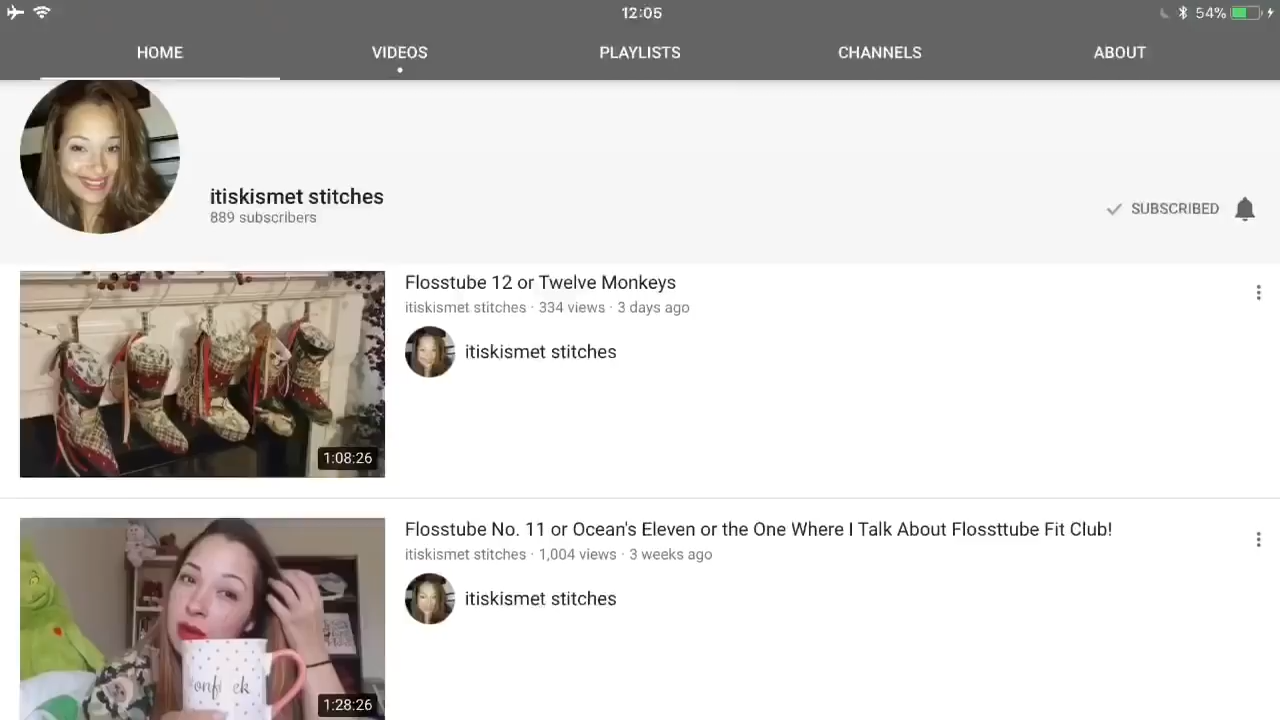 12:05
54%
HOME
VIDEOS
PLAYLISTS
CHANNELS
ABOUT
itiskismet stitches
889 subscribers
SUBSCRIBED
Flosstube 12 or Twelve Monkeys
itiskismet stitches · 334 views · 3 days ago
itiskismet stitches
1:08:26
Flosstube No. 11 or Ocean's Eleven or the One Where I Talk About Flossttube Fit Club!
itiskismet stitches · 1,004 views · 3 weeks ago
itiskismet stitches
1:28:26